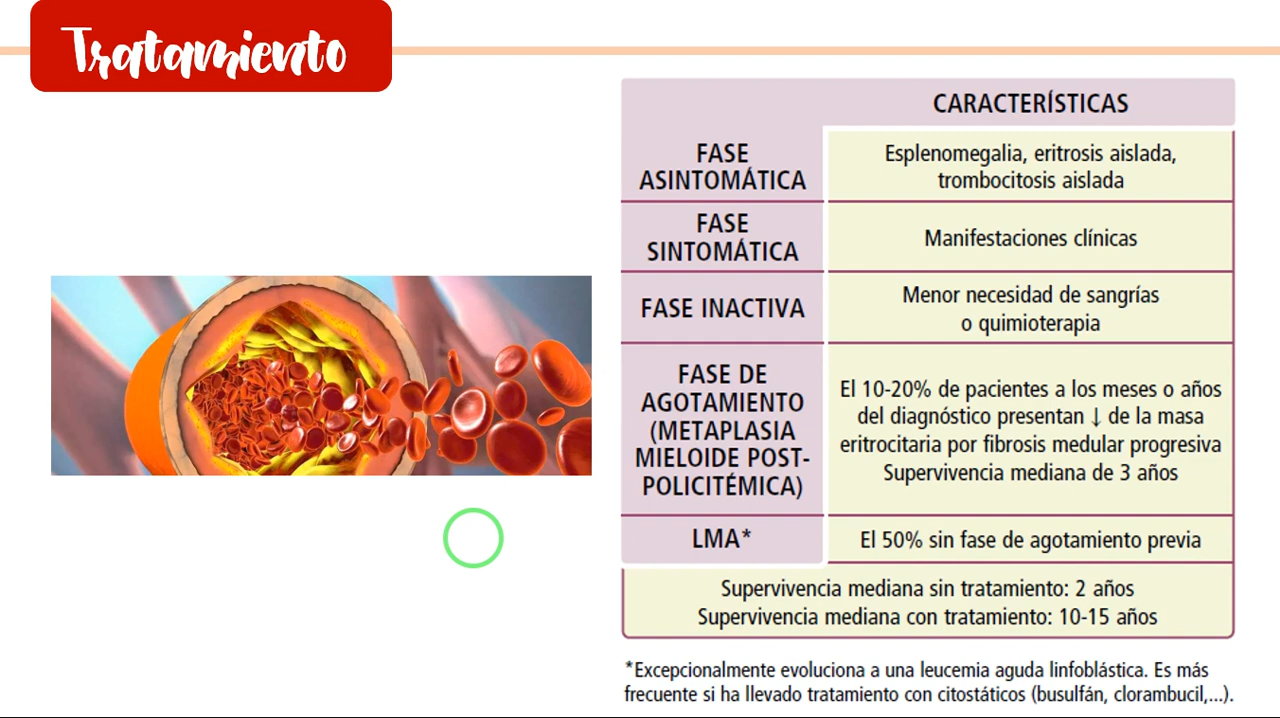 Tratamiento
CARACTERÍSTICAS
FASE
ASINTOMÁTICA
Esplenomegalia, eritrosis aislada,
trombocitosis aislada
FASE
SINTOMÁTICA
Manifestaciones clínicas
FASE INACTIVA
Menor necesidad de sangrías
o quimioterapia
FASE DE
AGOTAMIENTO
(METAPLASIA
MIELOIDE POST-
POLICITÉMICA)
El 10-20% de pacientes a los meses o años
del diagnóstico presentan ↓ de la masa
eritrocitaria por fibrosis medular progresiva
Supervivencia mediana de 3 años
LMA*
El 50% sin fase de agotamiento previa
Supervivencia mediana sin tratamiento: 2 años
Supervivencia mediana con tratamiento: 10-15 años
*Excepcionalmente evoluciona a una leucemia aguda linfoblástica. Es más
frecuente si ha llevado tratamiento con citostáticos (busulfán, clorambucil,...).